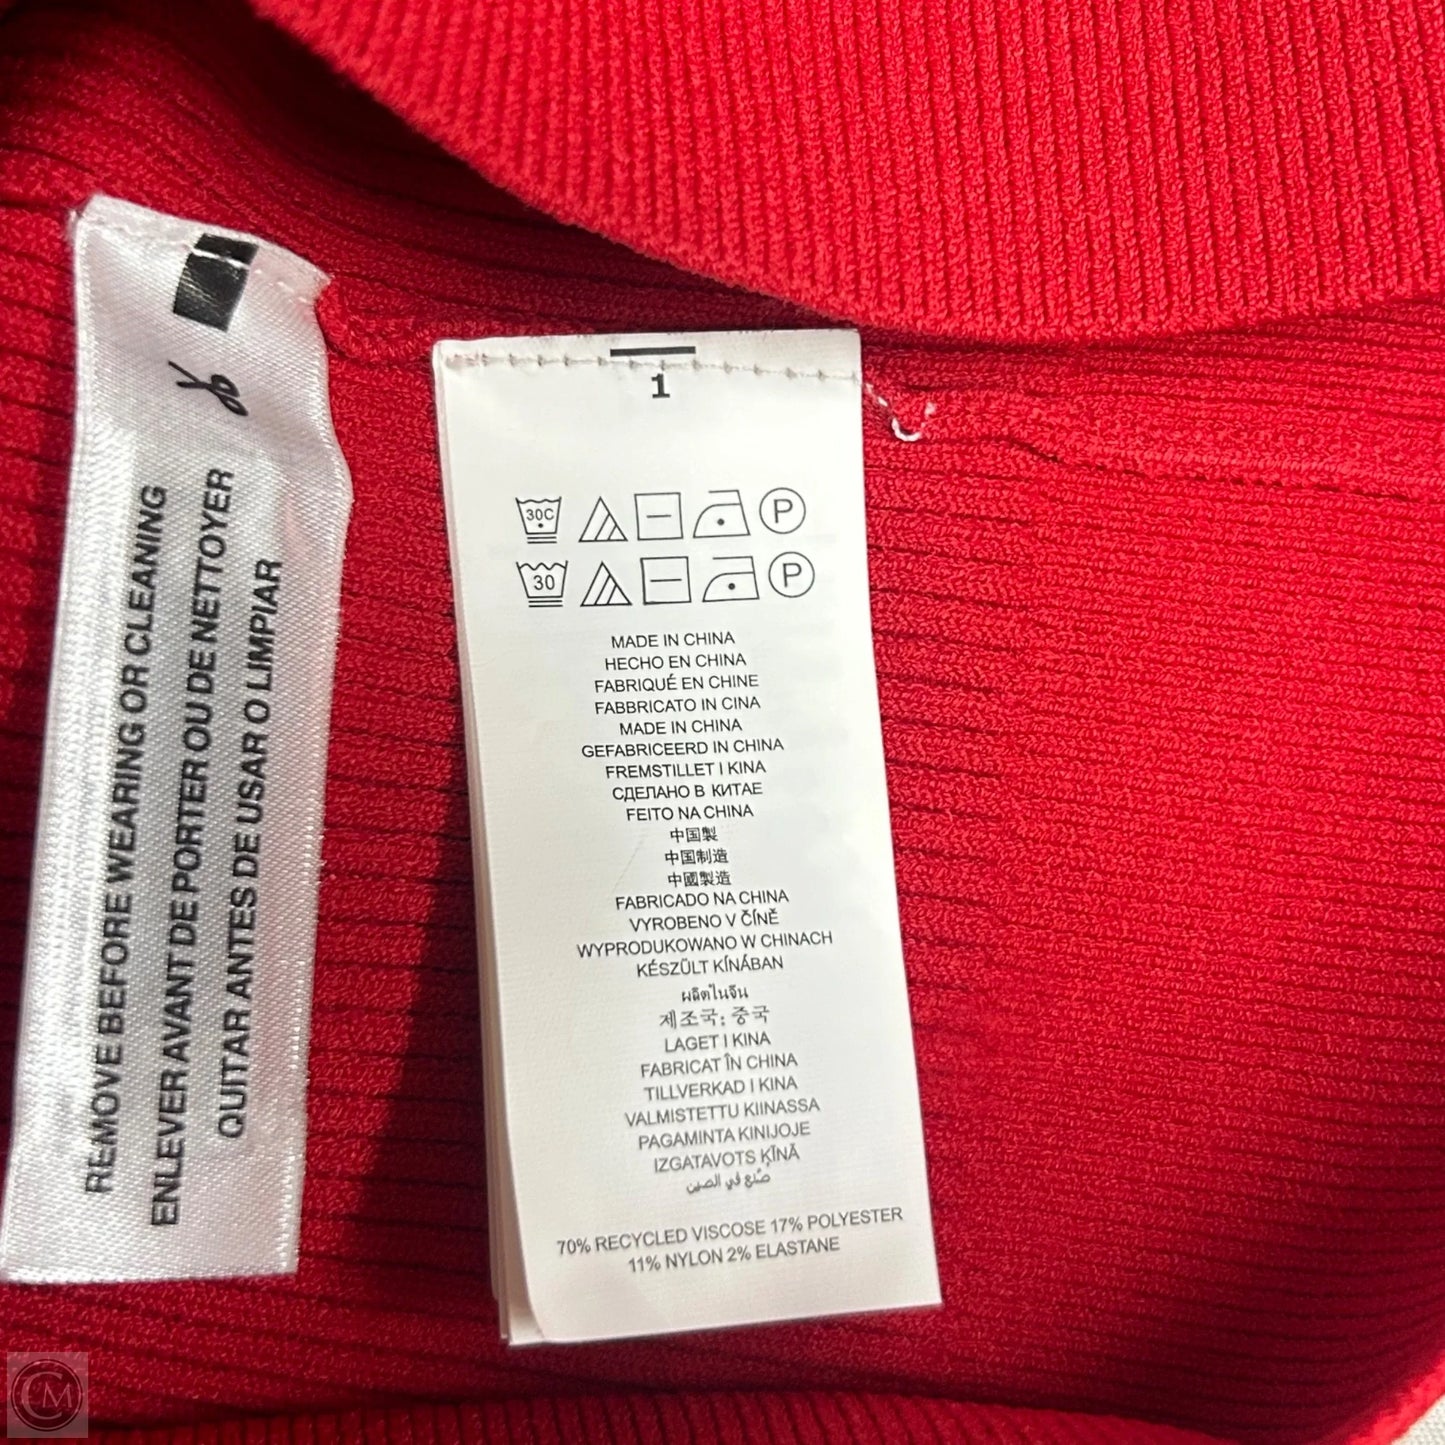 REMOVE BEFORE WEARING OR CLEANING
ENLEVER AVANT DE PORTER OU DE NETTOYER
QUITAR ANTES DE USAR O LIMPIAR
1
30C
P
30
P
MADE IN CHINA
HECHO EN CHINA
FABRIQUÉ EN CHINE
FABBRICATO IN CINA
MADE IN CHINA
GEFABRICEERD IN CHINA
FREMSTILLET I KINA
СДЕЛАНО В КИТАЕ
FEITO NA CHINA
中国製
中国制造
中國製造
FABRICADO NA CHINA
VYROBENO V ČÍNĚ
WYPRODUKOWANO W CHINACH
KÉSZÜLT KÍNÁBAN
ผลิตในจีน
제조국: 중국
LAGET I KINA
FABRICAT ÎN CHINA
TILLVERKAD I KINA
VALMISTETTU KIINASSA
PAGAMINTA KINIJOJE
IZGATAVOTS ĶĪNĀ
صُنع في الصين
70% RECYCLED VISCOSE 17% POLYESTER
11% NYLON 2% ELASTANE
CM